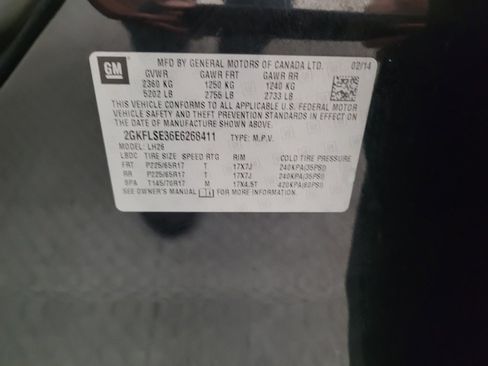 GM
MFD BY GENERAL MOTORS OF CANADA LTD. 02/14
GVWR GAWR FRT GAWR RR
2360 KG 1250 KG 1240 KG
5202 LB 2756 LB 2733 LB
THIS VEHICLE CONFORMS TO ALL APPLICABLE U.S. FEDERAL MOTOR
VEHICLE SAFETY AND THEFT PREVENTION STANDARDS IN EFFECT
ON THE DATE OF MANUFACTURE SHOWN ABOVE.
2GKFLSE36E6268411 TYPE: M.P.V.
MODEL: LH26
LBDC TIRE SIZE SPEED RTG RIM COLD TIRE PRESSURE
FRT P225/65R17 T 17X7J 240KPA(35PSI)
RR P225/65R17 T 17X7J 240KPA(35PSI)
SPA T145/70R17 M 17X4.5T 420KPA(60PSI)
SEE OWNER'S MANUAL